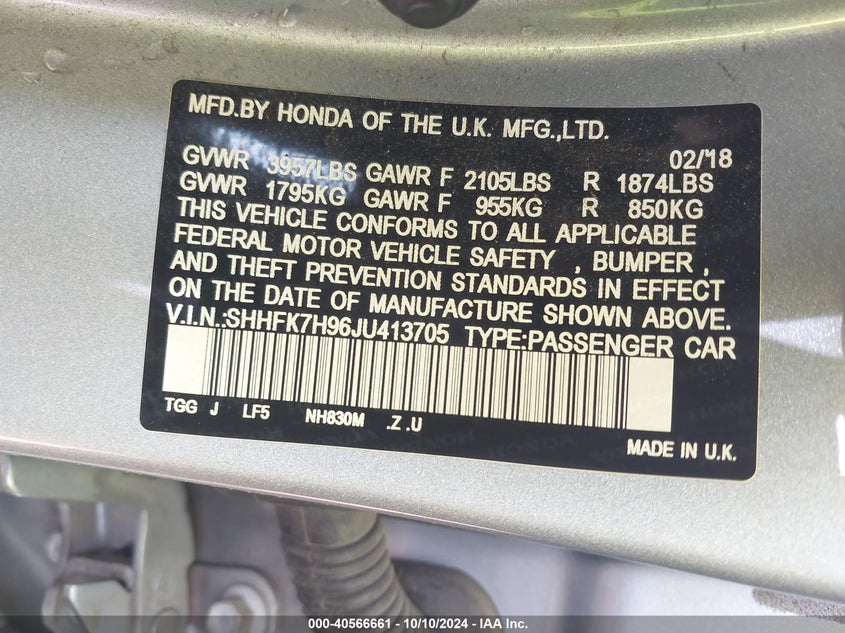 MFD.BY HONDA OF THE U.K. MFG.,LTD.
02/'18
GVWR 3957LBS GAWR F 2105LBS R 1874LBS
GVWR 1795KG GAWR F 955KG R 850KG
THIS VEHICLE CONFORMS TO ALL APPLICABLE
FEDERAL MOTOR VEHICLE SAFETY , BUMPER ,
AND THEFT PREVENTION STANDARDS IN EFFECT
ON THE DATE OF MANUFACTURE SHOWN ABOVE.
V.I.N.:SHHFK7H96JU413705 TYPE:PASSENGER CAR
TGG J LF5 NH830M .Z .U
MADE IN U.K.
000-40566661 - 10/10/2024 - IAA Inc.